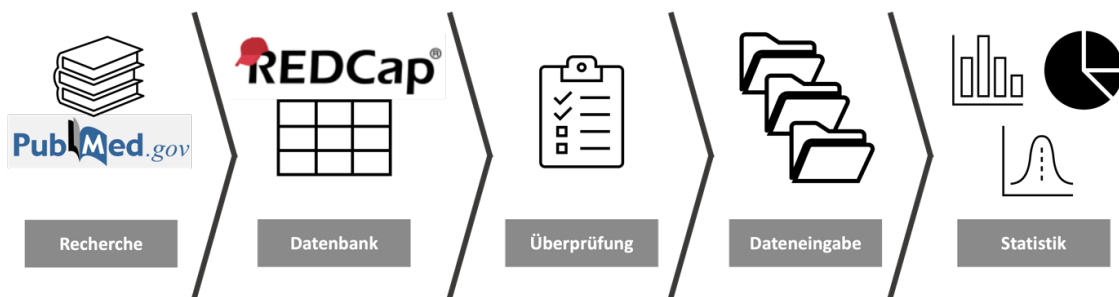 PubMed.gov
REDCap®
Recherche
Datenbank
Überprüfung
Dateneingabe
Statistik